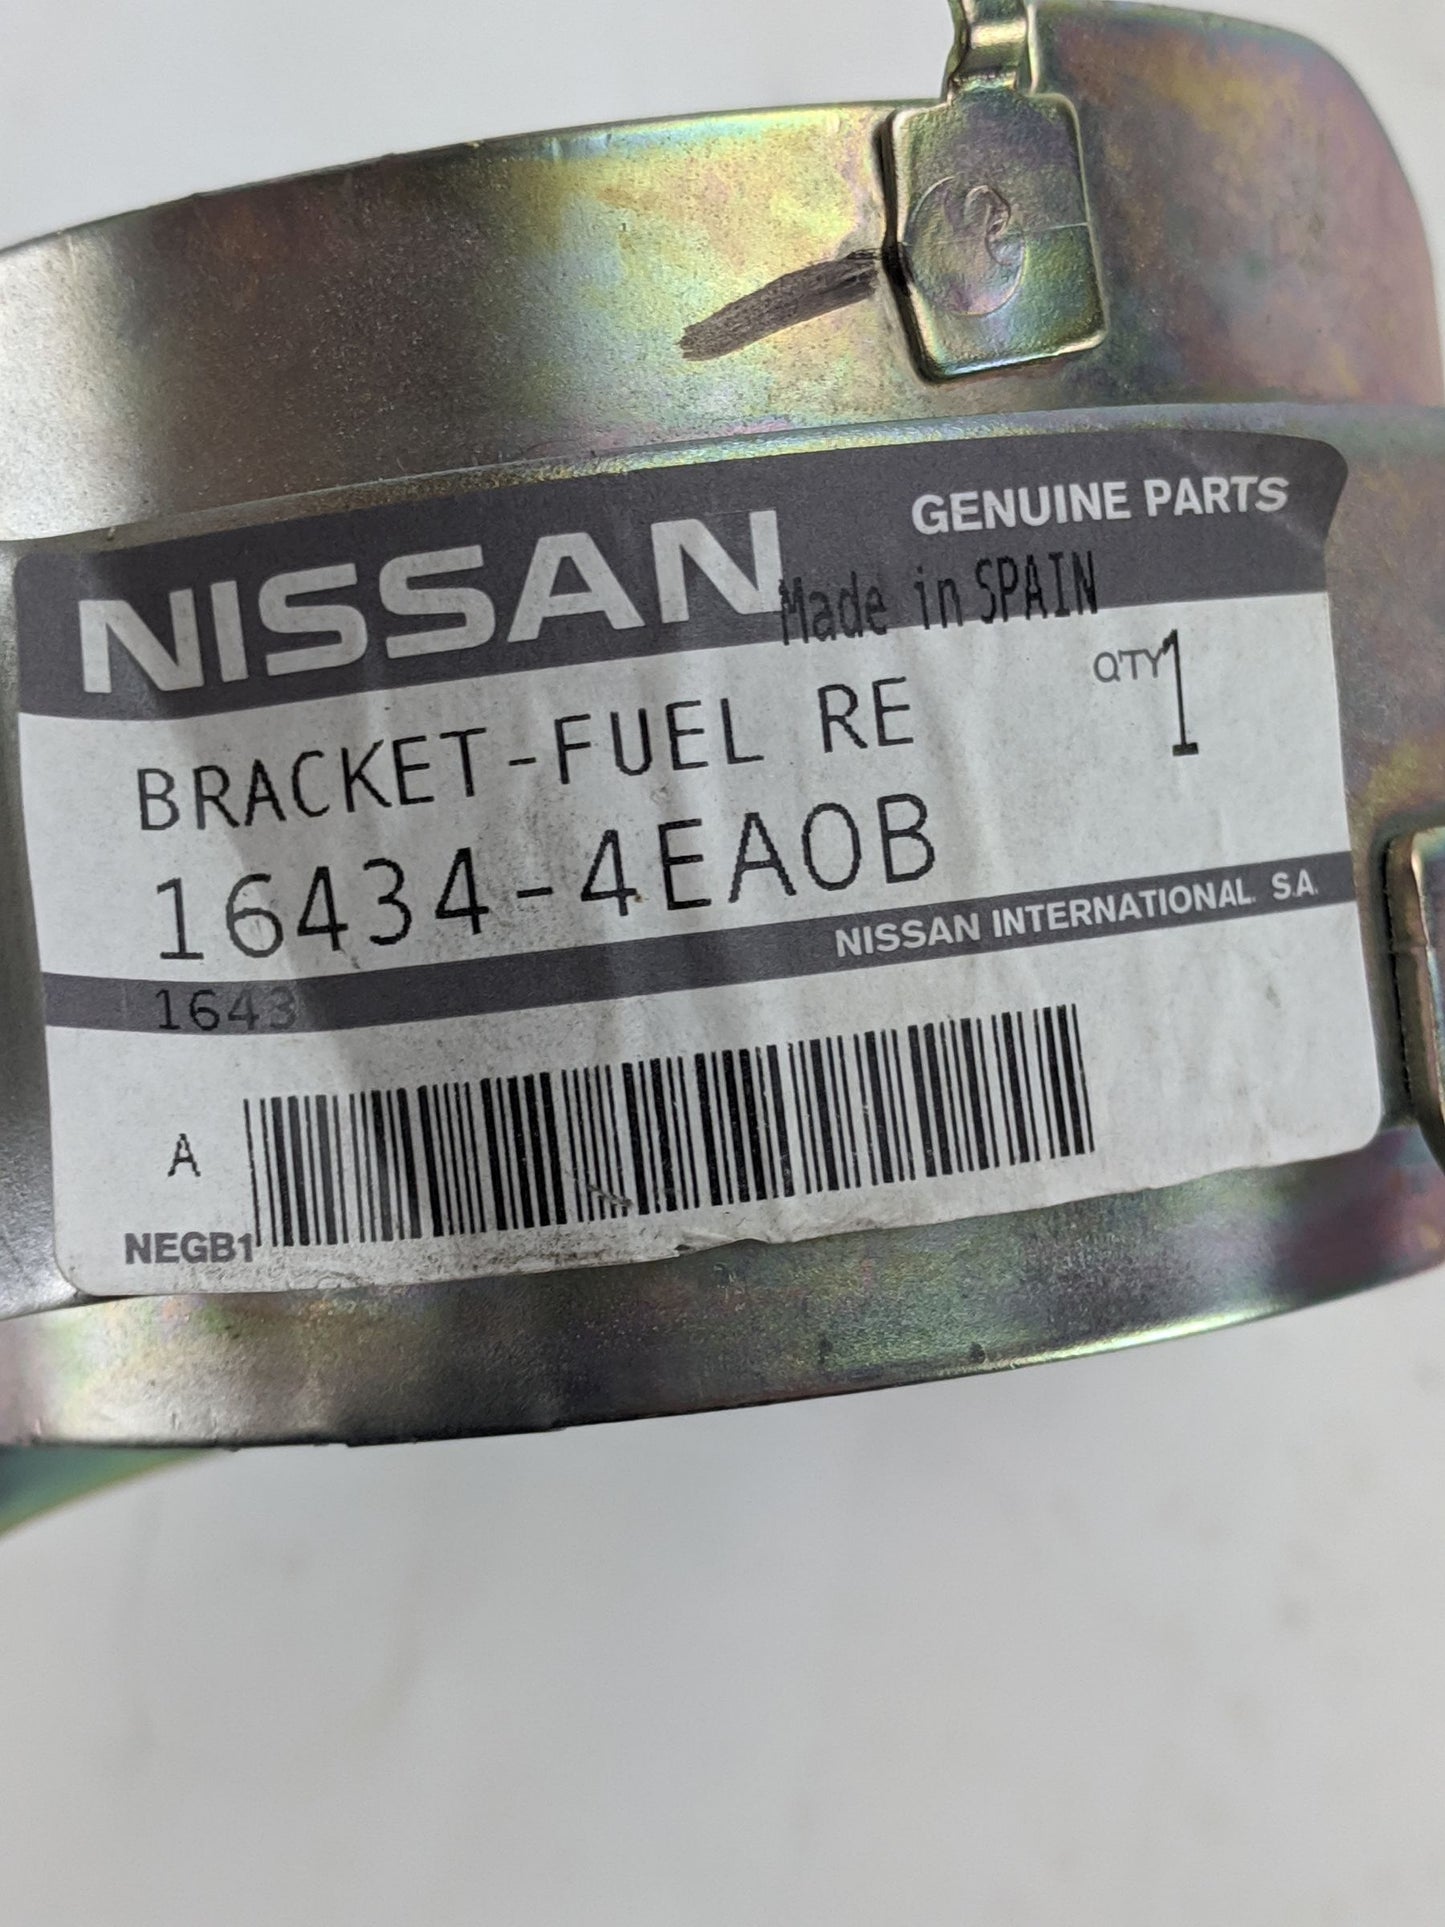 GENUINE PARTS
NISSAN
Made in SPAIN
BRACKET-FUEL RE
QTY 1
16434-4EA0B
NISSAN INTERNATIONAL. S.A.
1643
A
NEGB1